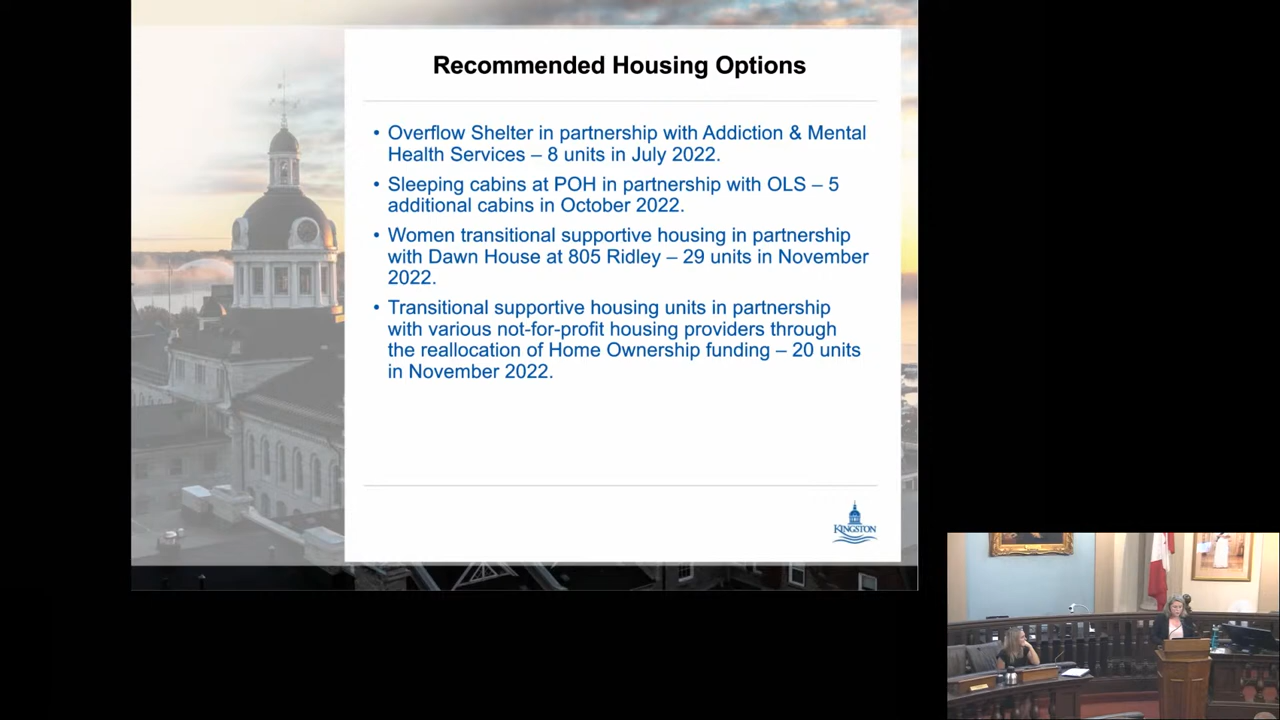 Recommended Housing Options
• Overflow Shelter in partnership with Addiction & Mental
Health Services – 8 units in July 2022.
• Sleeping cabins at POH in partnership with OLS – 5
additional cabins in October 2022.
• Women transitional supportive housing in partnership
with Dawn House at 805 Ridley – 29 units in November
2022.
• Transitional supportive housing units in partnership
with various not-for-profit housing providers through
the reallocation of Home Ownership funding – 20 units
in November 2022.
KINGSTON